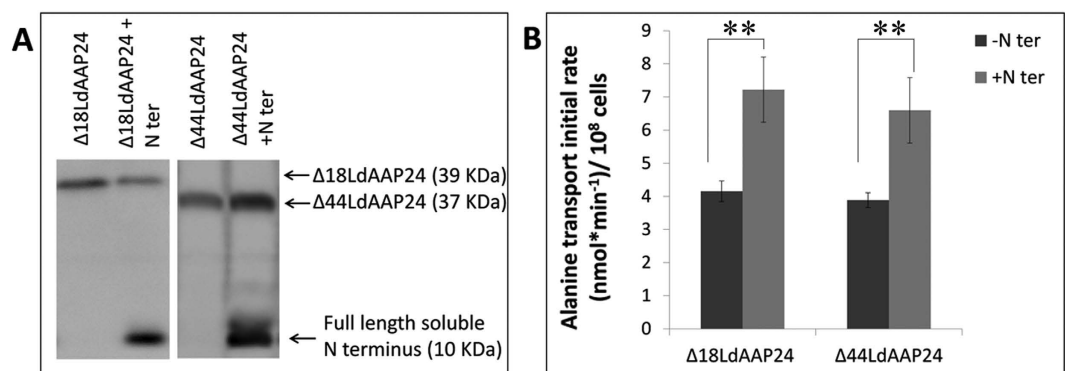 A
Δ18LdAAP24
Δ18LdAAP24 +
N ter
Δ44LdAAP24
Δ44LdAAP24
+N ter
Δ18LdAAP24 (39 KDa)
Δ44LdAAP24 (37 KDa)
Full length soluble
N terminus (10 KDa)
B
Alanine transport initial rate
(nmol*min⁻¹)/ 10⁸ cells
9
8
7
6
5
4
3
2
1
0
**
**
-N ter
+N ter
Δ18LdAAP24
Δ44LdAAP24